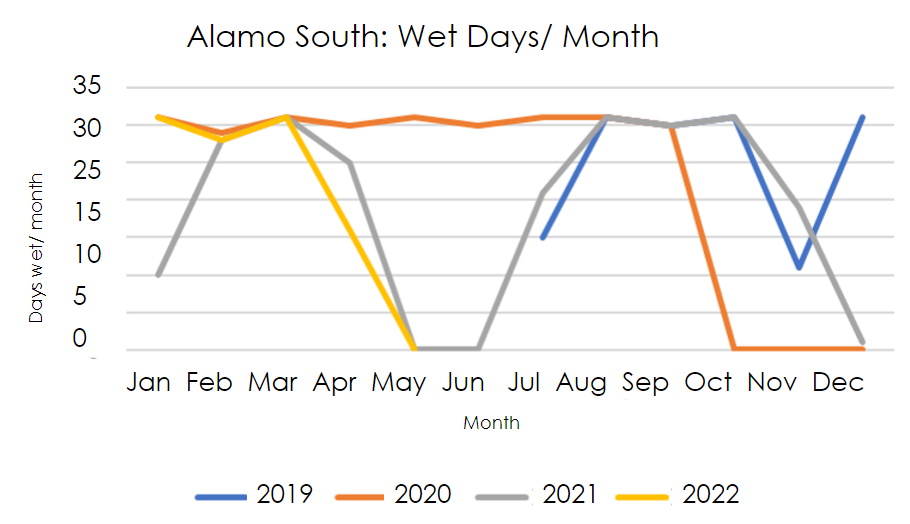 Alamo South: Wet Days/ Month
35
30
25
15
10
5
0
Days wet/ month
Jan Feb Mar Apr May Jun Jul Aug Sep Oct Nov Dec
Month
2019 2020 2021 2022